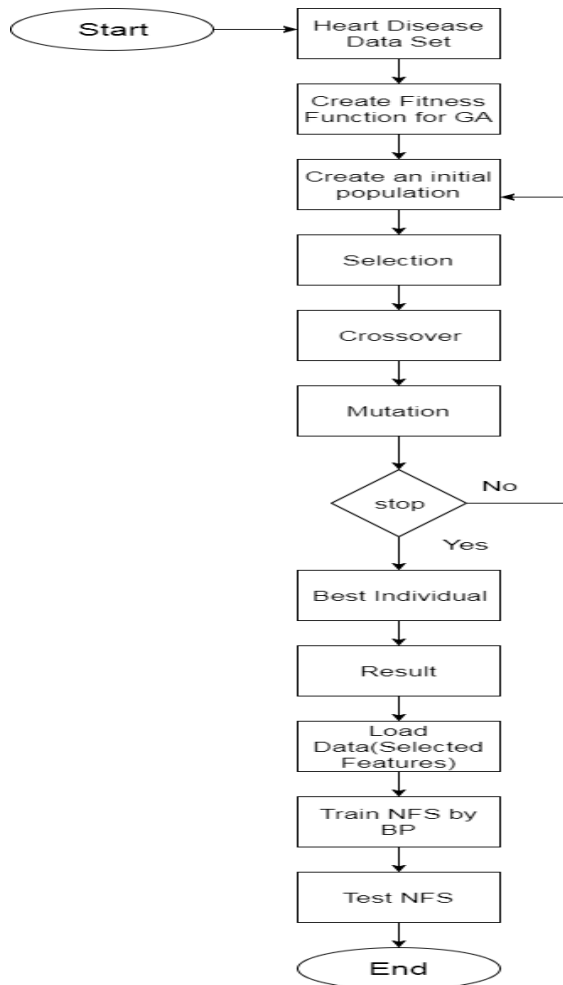 Start
Heart Disease
Data Set
Create Fitness
Function for GA
Create an initial
population
Selection
Crossover
Mutation
stop
No
Yes
Best Individual
Result
Load
Data(Selected
Features)
Train NFS by
BP
Test NFS
End